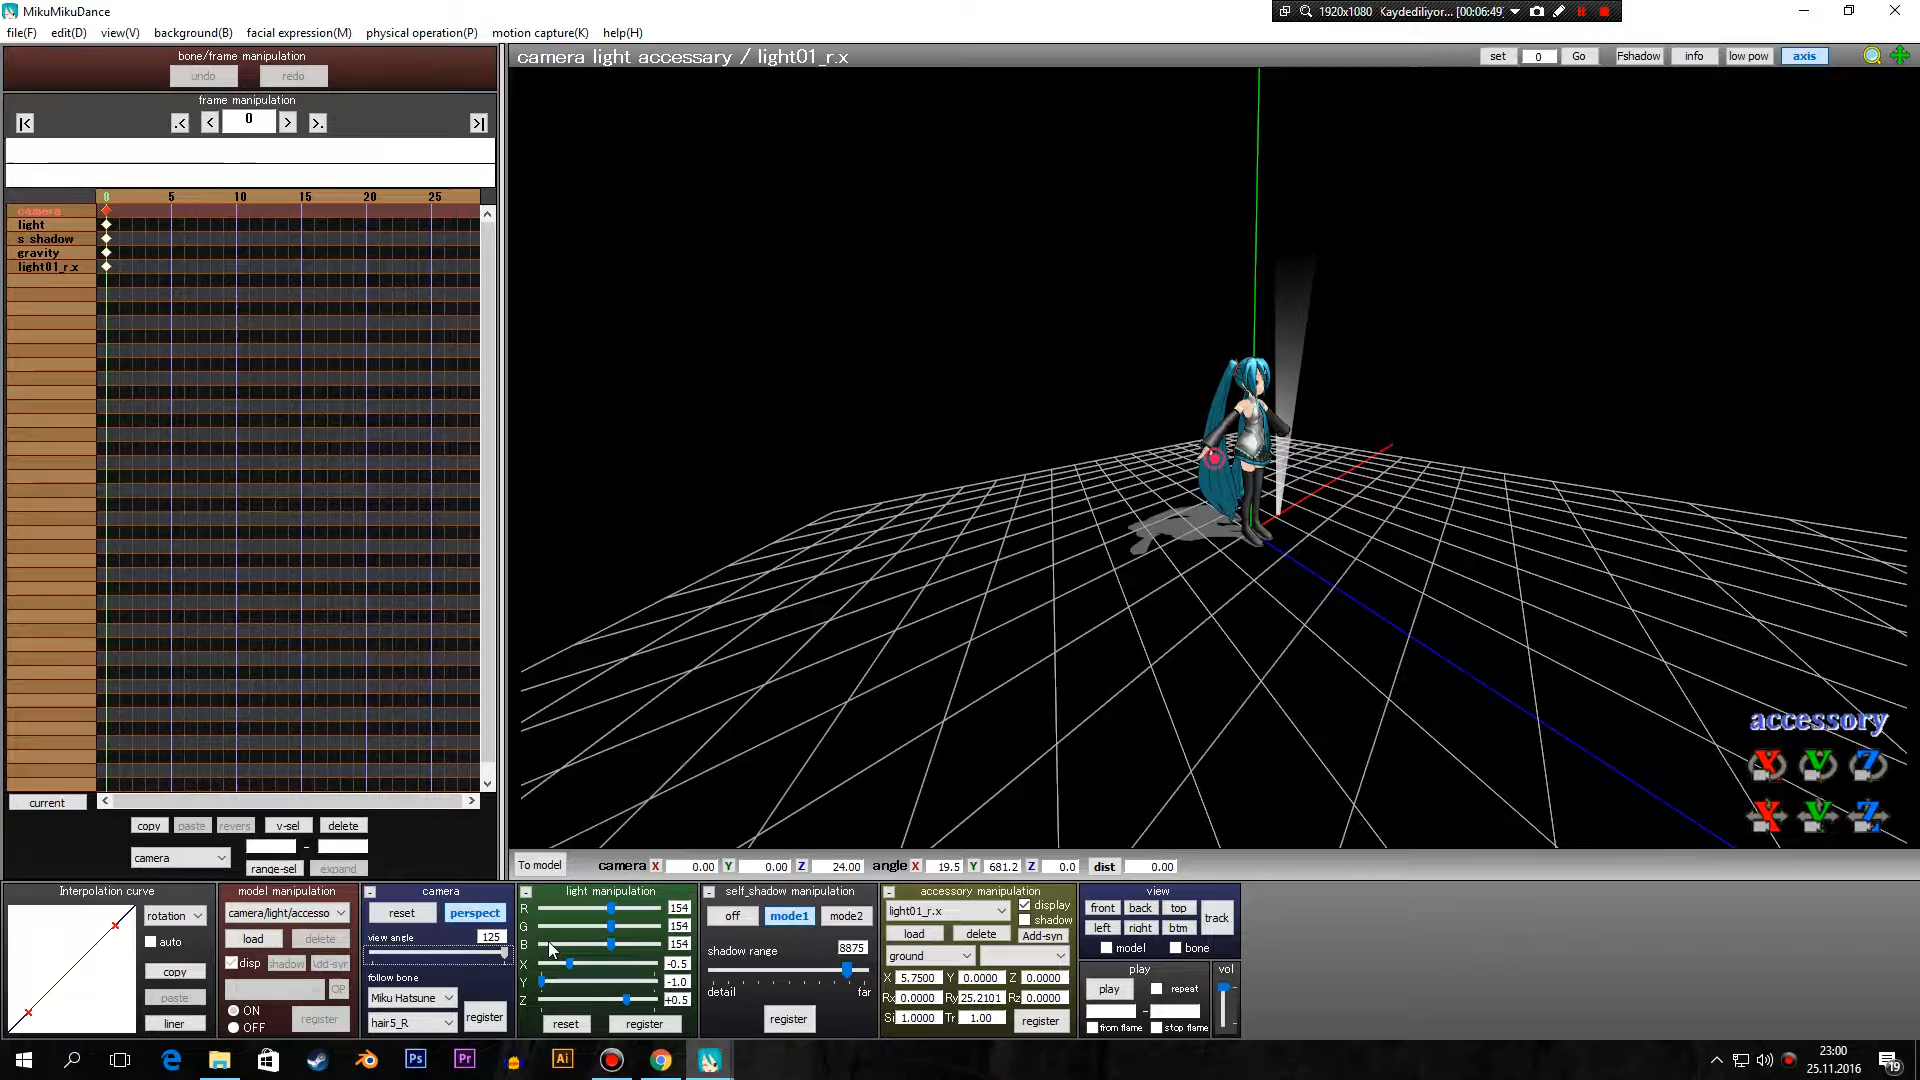 MikuMikuDance
1920x1080 Kaydediliyor... [00:06:49]
file(F) edit(D) view(V) background(B) facial expression(M) physical operation(P) motion capture(K) help(H)
bone/frame manipulation
undo redo
frame manipulation
|< .< < 0 > >. >|
0 5 10 15 20 25
camera
light
s shadow
gravity
light01_r.x
current
copy paste revers v-sel delete
camera -
range-sel expand
camera light accessary / light01_r.x
set 0 Go Fshadow info low pow axis
accessory
X Y Z
X Y Z
To model camera X 0.00 Y 0.00 Z 24.00 angle X 19.5 Y 681.2 Z 0.0 dist 0.00
Interpolation curve
rotation
auto
copy
paste
liner
model manipulation
camera/light/accesso
load delete
disp shadow Add-syn
OP
ON
OFF
register
camera
reset perspect
view angle 125
follow bone
Miku Hatsune
hair5_R
register
light manipulation
R 154
G 154
B 154
X -0.5
Y -1.0
Z +0.5
reset register
self_shadow manipulation
off mode1 mode2
shadow range 8875
detail far
register
accessory manipulation
light01_r.x display
shadow
load delete Add-syn
ground
X 5.7500 Y 0.0000 Z 0.0000
Rx 0.0000 Ry 25.2101 Rz 0.0000
Si 1.0000 Tr 1.00 register
view
front back top
left right btm
track
model bone
play
play repeat
-
from flame stop flame
vol
Ps Pr Ai
23:00
25.11.2016
19